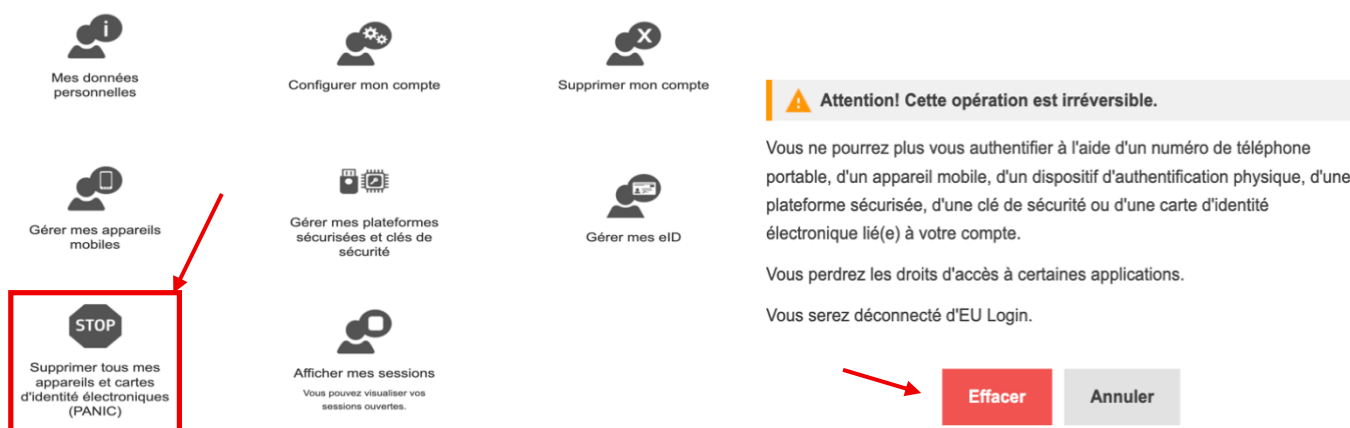 Mes données
personnelles
Configurer mon compte
Supprimer mon compte
Gérer mes appareils
mobiles
Gérer mes plateformes
sécurisées et clés de
sécurité
Gérer mes eID
STOP
Supprimer tous mes
appareils et cartes
d'identité électroniques
(PANIC)
Afficher mes sessions
Vous pouvez visualiser vos
sessions ouvertes.
Attention! Cette opération est irréversible.
Vous ne pourrez plus vous authentifier à l'aide d'un numéro de téléphone
portable, d'un appareil mobile, d'un dispositif d'authentification physique, d'une
plateforme sécurisée, d'une clé de sécurité ou d'une carte d'identité
électronique lié(e) à votre compte.
Vous perdrez les droits d'accès à certaines applications.
Vous serez déconnecté d'EU Login.
Effacer
Annuler